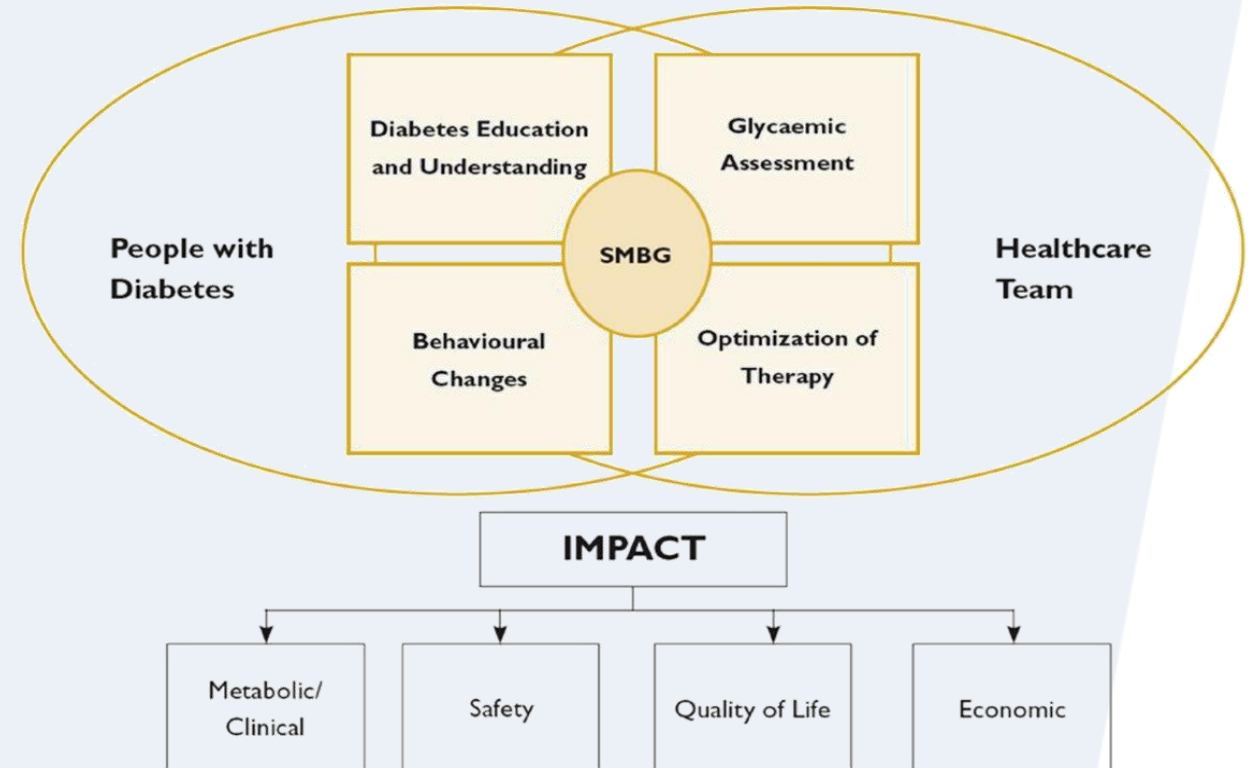 Diabetes Education
and Understanding
Glycaemic
Assessment
SMBG
People with
Diabetes
Healthcare
Team
Behavioural
Changes
Optimization of
Therapy
IMPACT
Metabolic/
Clinical
Safety
Quality of Life
Economic